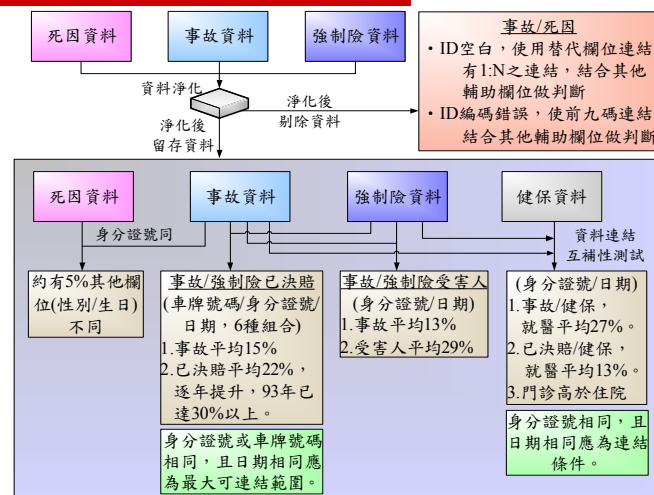 死因資料
事故資料
強制險資料
事故/死因
・ID空白，使用替代欄位連結
有1:N之連結，結合其他
輔助欄位做判斷
・ID編碼錯誤，使前九碼連結
結合其他輔助欄位做判斷
資料淨化
淨化後
剔除資料
淨化後
留存資料
死因資料
事故資料
強制險資料
健保資料
身分證號同
資料連結
互補性測試
約有5%其他欄
位(性別/生日)
不同
事故/強制險已決賠
(車牌號碼/身分證號/
日期，6種組合)
1.事故平均15%
2.已決賠平均22%，
逐年提升，93年已
達30%以上。
身分證號或車牌號碼
相同，且日期相同應
為最大可連結範圍。
事故/強制險受害人
(身分證號/日期)
1.事故平均13%
2.受害人平均29%
(身分證號/日期)
1.事故/健保，
就醫平均27%。
2.已決賠/健保，
就醫平均13%。
3.門診高於住院
身分證號相同，且
日期相同應為連結
條件。